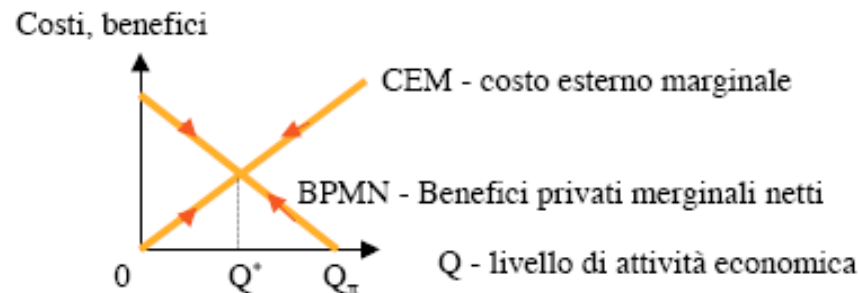 Costi, benefici
CEM - costo esterno marginale
BPMN - Benefici privati merginali netti
0 Q* Qπ Q - livello di attività economica